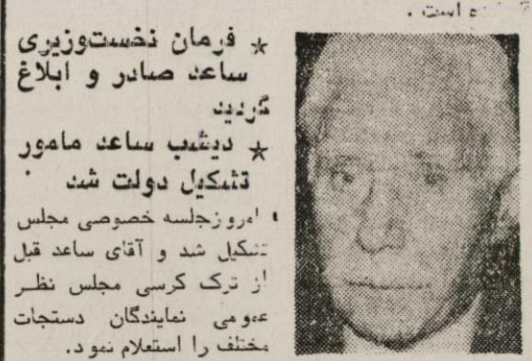 است .
★ فرمان نخست‌وزیری
ساعد صادر و ابلاغ
گردید
★ دیشب ساعد مامور
تشکیل دولت شد
امروز جلسه خصوصی مجلس
تشکیل شد و آقای ساعد قبل
از ترک کرسی مجلس نظر
عمومی نمایندگان دستجات
مختلف را استعلام نمود.